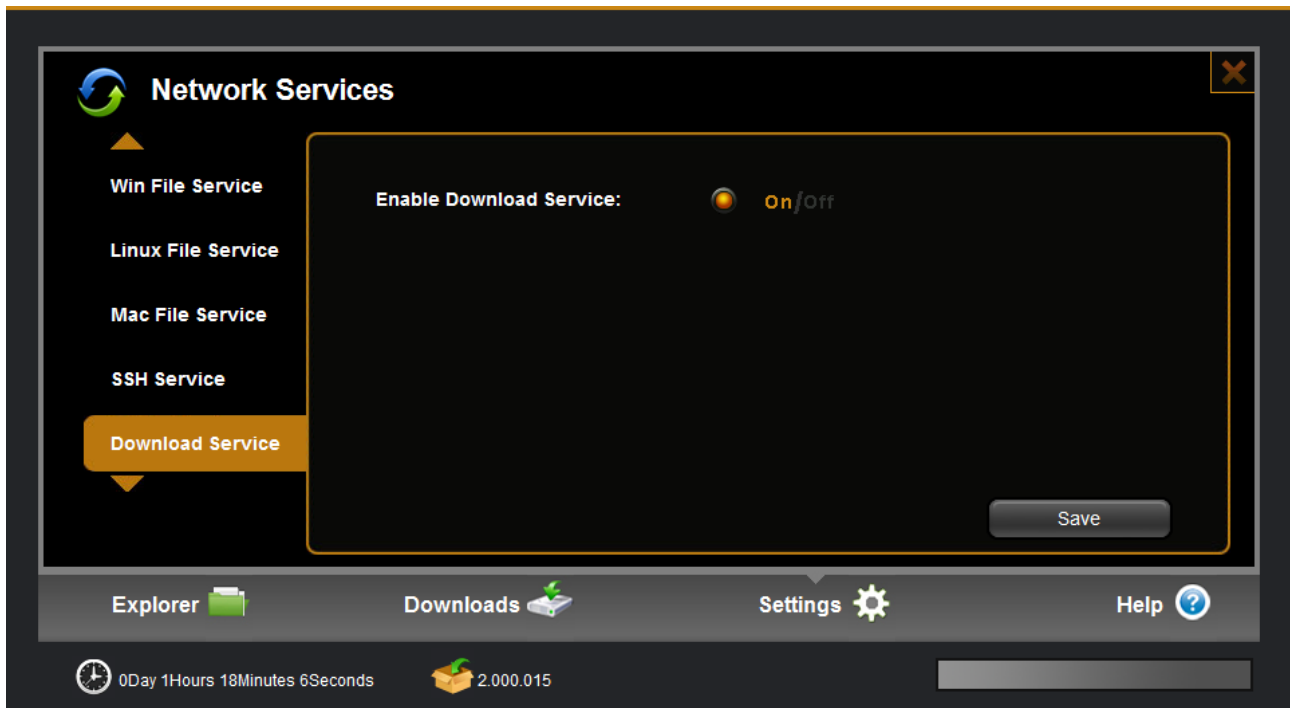 Network Services
Win File Service
Linux File Service
Mac File Service
SSH Service
Download Service
Enable Download Service: On/Off
Save
Explorer Downloads Settings Help
0Day 1Hours 18Minutes 6Seconds 2.000.015